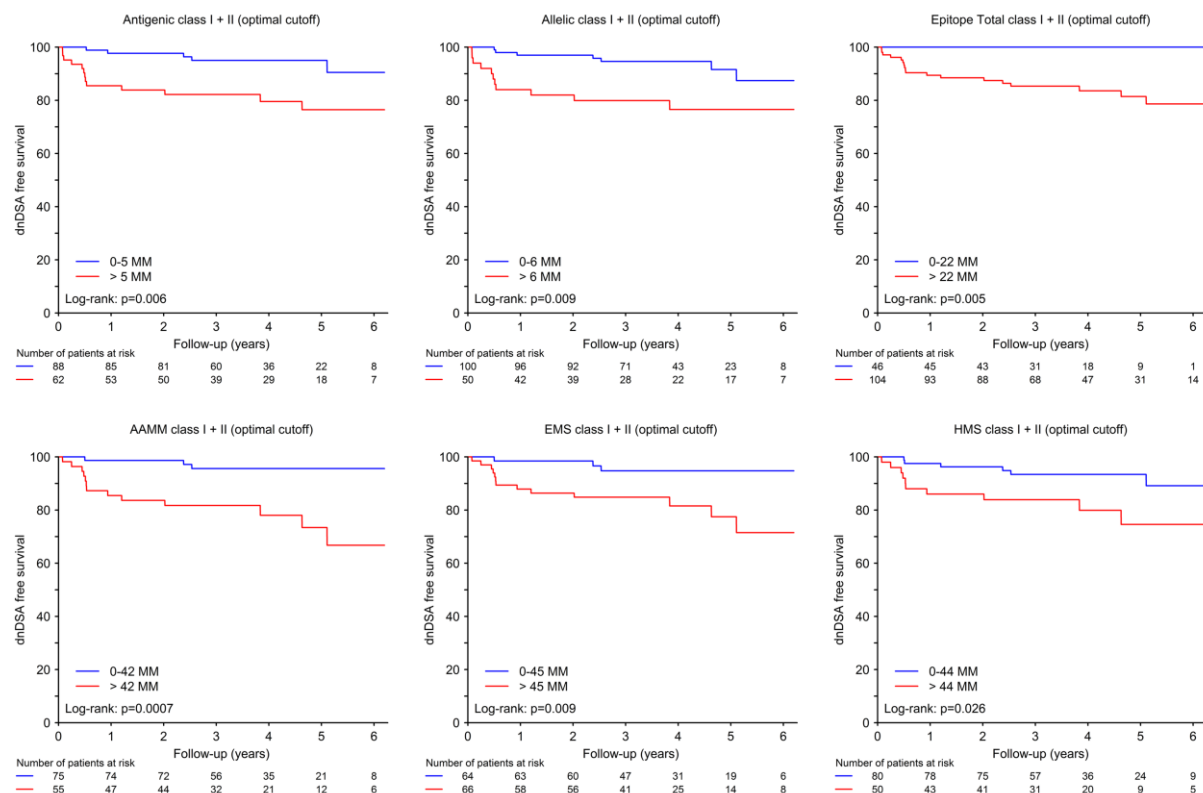 Antigenic class I + II (optimal cutoff)
100
80
60
40
20
0
dnDSA free survival
0-5 MM
> 5 MM
Log-rank: p=0.006
0 1 2 3 4 5 6
Follow-up (years)
Number of patients at risk
88 85 81 60 36 22 8
62 53 50 39 29 18 7
Allelic class I + II (optimal cutoff)
100
80
60
40
20
0
dnDSA free survival
0-6 MM
> 6 MM
Log-rank: p=0.009
0 1 2 3 4 5 6
Follow-up (years)
Number of patients at risk
100 96 92 71 43 23 8
50 42 39 28 22 17 7
Epitope Total class I + II (optimal cutoff)
100
80
60
40
20
0
dnDSA free survival
0-22 MM
> 22 MM
Log-rank: p=0.005
0 1 2 3 4 5 6
Follow-up (years)
Number of patients at risk
46 45 43 31 18 9 1
104 93 88 68 47 31 14
AAMM class I + II (optimal cutoff)
100
80
60
40
20
0
dnDSA free survival
0-42 MM
> 42 MM
Log-rank: p=0.0007
0 1 2 3 4 5 6
Follow-up (years)
Number of patients at risk
75 74 72 56 35 21 8
55 47 44 32 21 12 6
EMS class I + II (optimal cutoff)
100
80
60
40
20
0
dnDSA free survival
0-45 MM
> 45 MM
Log-rank: p=0.009
0 1 2 3 4 5 6
Follow-up (years)
Number of patients at risk
64 63 60 47 31 19 6
66 58 56 41 25 14 8
HMS class I + II (optimal cutoff)
100
80
60
40
20
0
dnDSA free survival
0-44 MM
> 44 MM
Log-rank: p=0.026
0 1 2 3 4 5 6
Follow-up (years)
Number of patients at risk
80 78 75 57 36 24 9
50 43 41 31 20 9 5